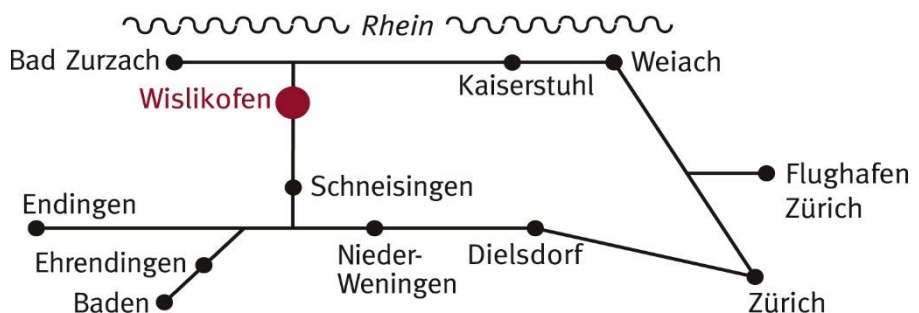 Rhein
Bad Zurzach
Kaiserstuhl
Weiach
Wislikofen
Schneisingen
Flughafen
Zürich
Endingen
Ehrendingen
Baden
Nieder-
Weningen
Dielsdorf
Zürich